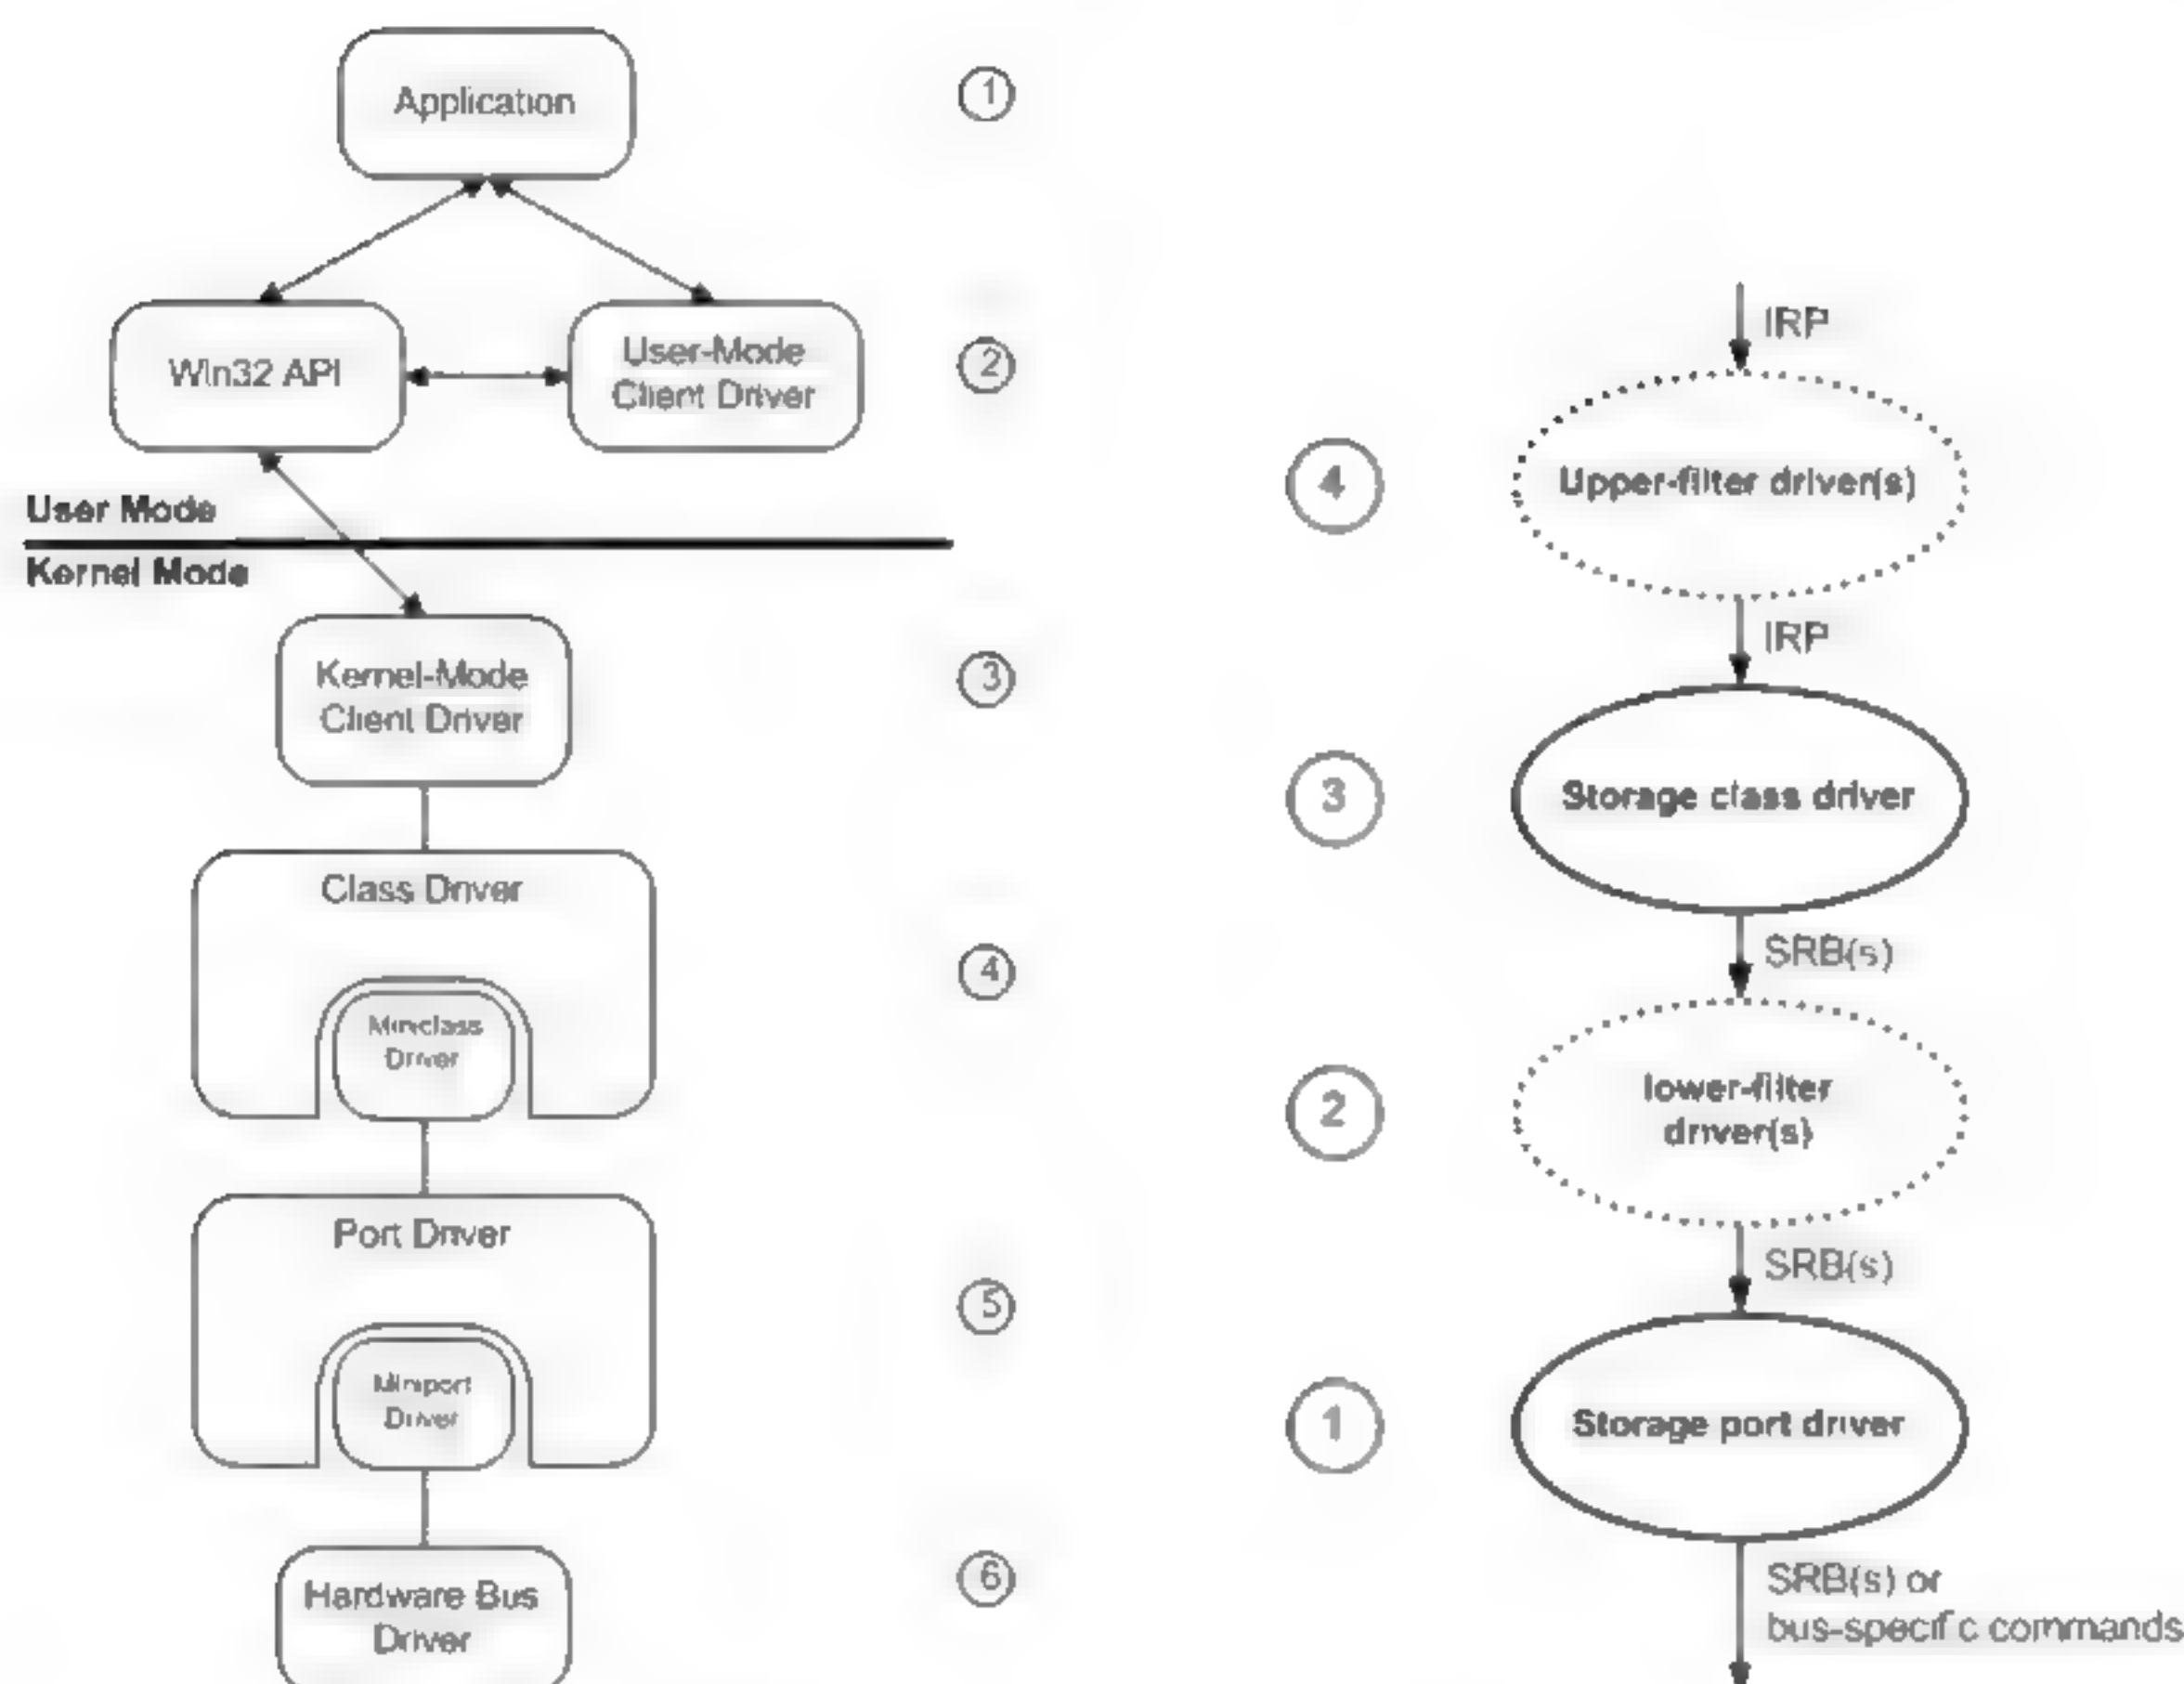 Application
1
Win32 API
User-Mode
Client Driver
2
User Mode
Kernel Mode
Kernel-Mode
Client Driver
3
Class Driver
Miniclass
Driver
4
Port Driver
Miniport
Driver
5
Hardware Bus
Driver
6
IRP
4
Upper-filter driver(s)
IRP
3
Storage class driver
SRB(s)
2
lower-filter
driver(s)
SRB(s)
1
Storage port driver
SRB(s) or
bus-specific commands